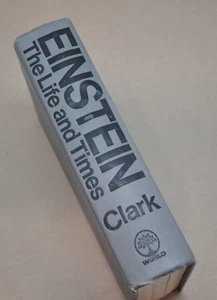 EINSTEIN
The Life and Times
Clark
WORLD